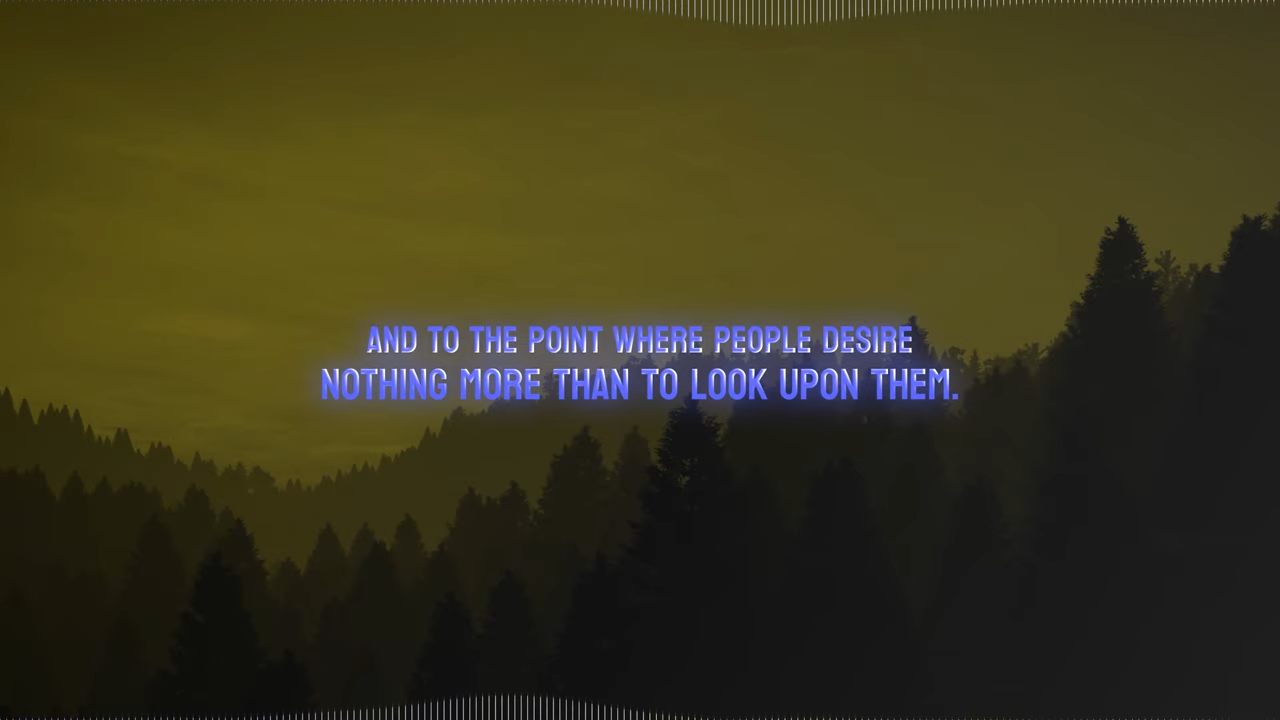 AND TO THE POINT WHERE PEOPLE DESIRE
NOTHING MORE THAN TO LOOK UPON THEM.